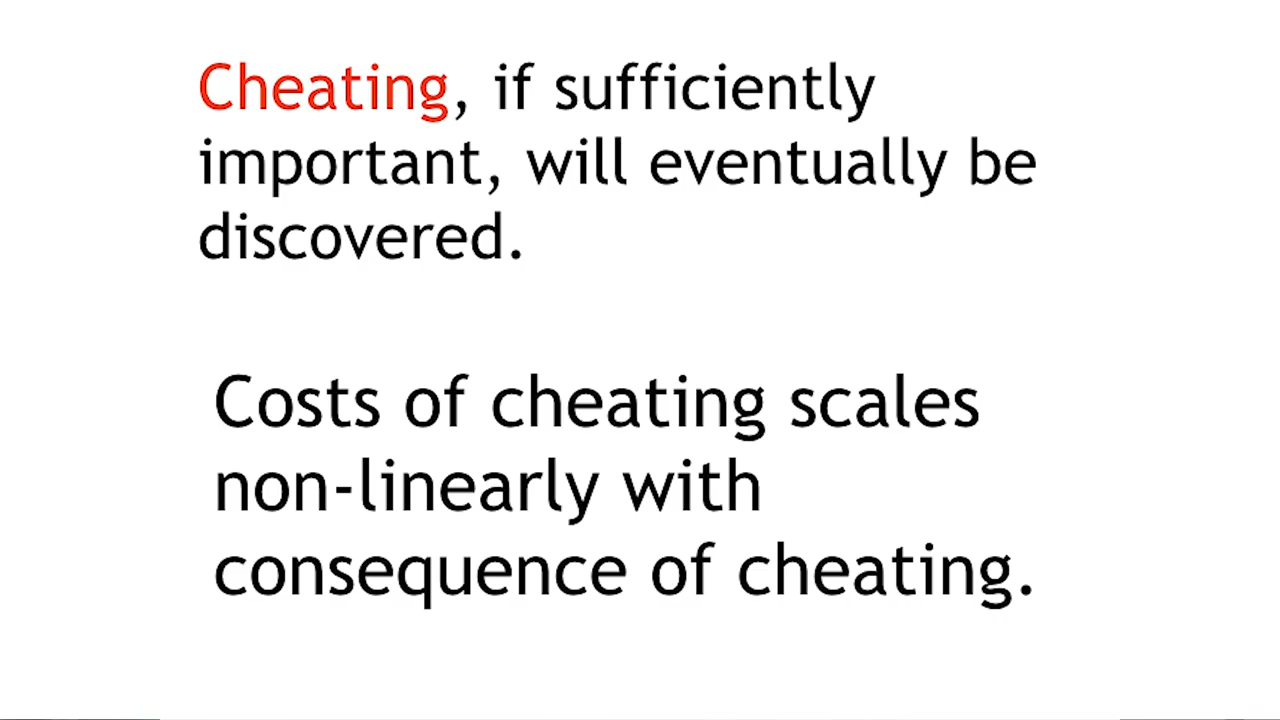 Cheating, if sufficiently
important, will eventually be
discovered.
Costs of cheating scales
non-linearly with
consequence of cheating.